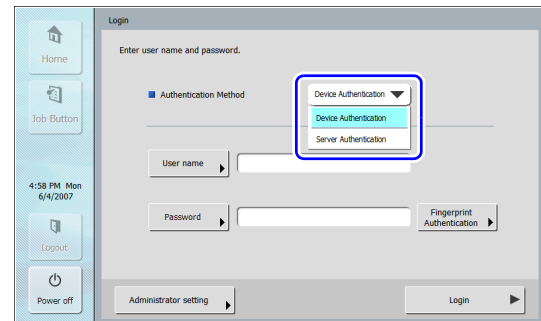 Login
Home
Job Button
4:58 PM Mon
6/4/2007
Logout
Power off
Enter user name and password.
Authentication Method
Device Authentication
Device Authentication
Server Authentication
User name
Password
Fingerprint
Authentication
Administrator setting
Login